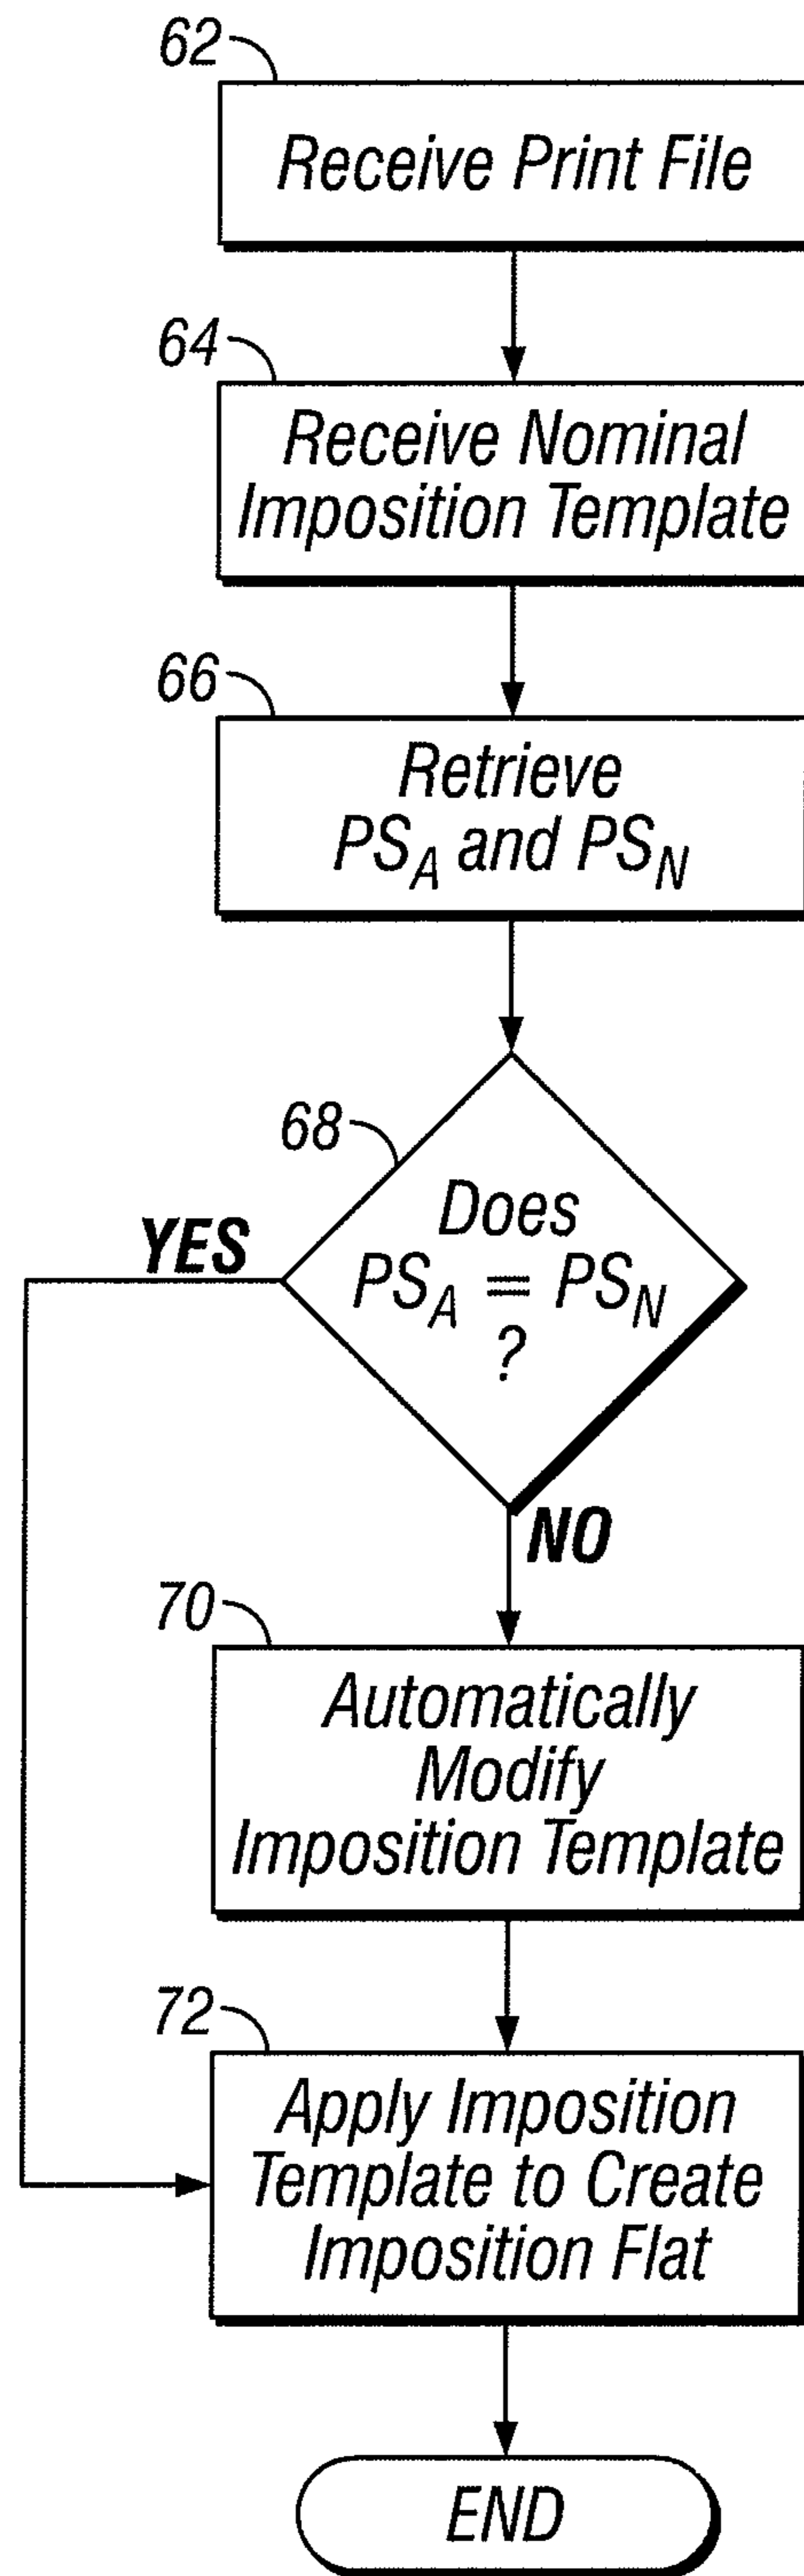 62
Receive Print File
64
Receive Nominal
Imposition Template
66
Retrieve
PS_A and PS_N
68
Does
PS_A = PS_N
?
YES
NO
70
Automatically
Modify
Imposition Template
72
Apply Imposition
Template to Create
Imposition Flat
END